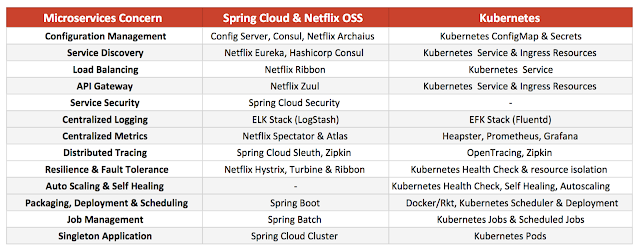 Microservices Concern Spring Cloud & Netflix OSS Kubernetes
Configuration Management Config Server, Consul, Netflix Archaius Kubernetes ConfigMap & Secrets
Service Discovery Netflix Eureka, Hashicorp Consul Kubernetes Service & Ingress Resources
Load Balancing Netflix Ribbon Kubernetes Service
API Gateway Netflix Zuul Kubernetes Service & Ingress Resources
Service Security Spring Cloud Security -
Centralized Logging ELK Stack (LogStash) EFK Stack (Fluentd)
Centralized Metrics Netflix Spectator & Atlas Heapster, Prometheus, Grafana
Distributed Tracing Spring Cloud Sleuth, Zipkin OpenTracing, Zipkin
Resilience & Fault Tolerance Netflix Hystrix, Turbine & Ribbon Kubernetes Health Check & resource isolation
Auto Scaling & Self Healing - Kubernetes Health Check, Self Healing, Autoscaling
Packaging, Deployment & Scheduling Spring Boot Docker/Rkt, Kubernetes Scheduler & Deployment
Job Management Spring Batch Kubernetes Jobs & Scheduled Jobs
Singleton Application Spring Cloud Cluster Kubernetes Pods